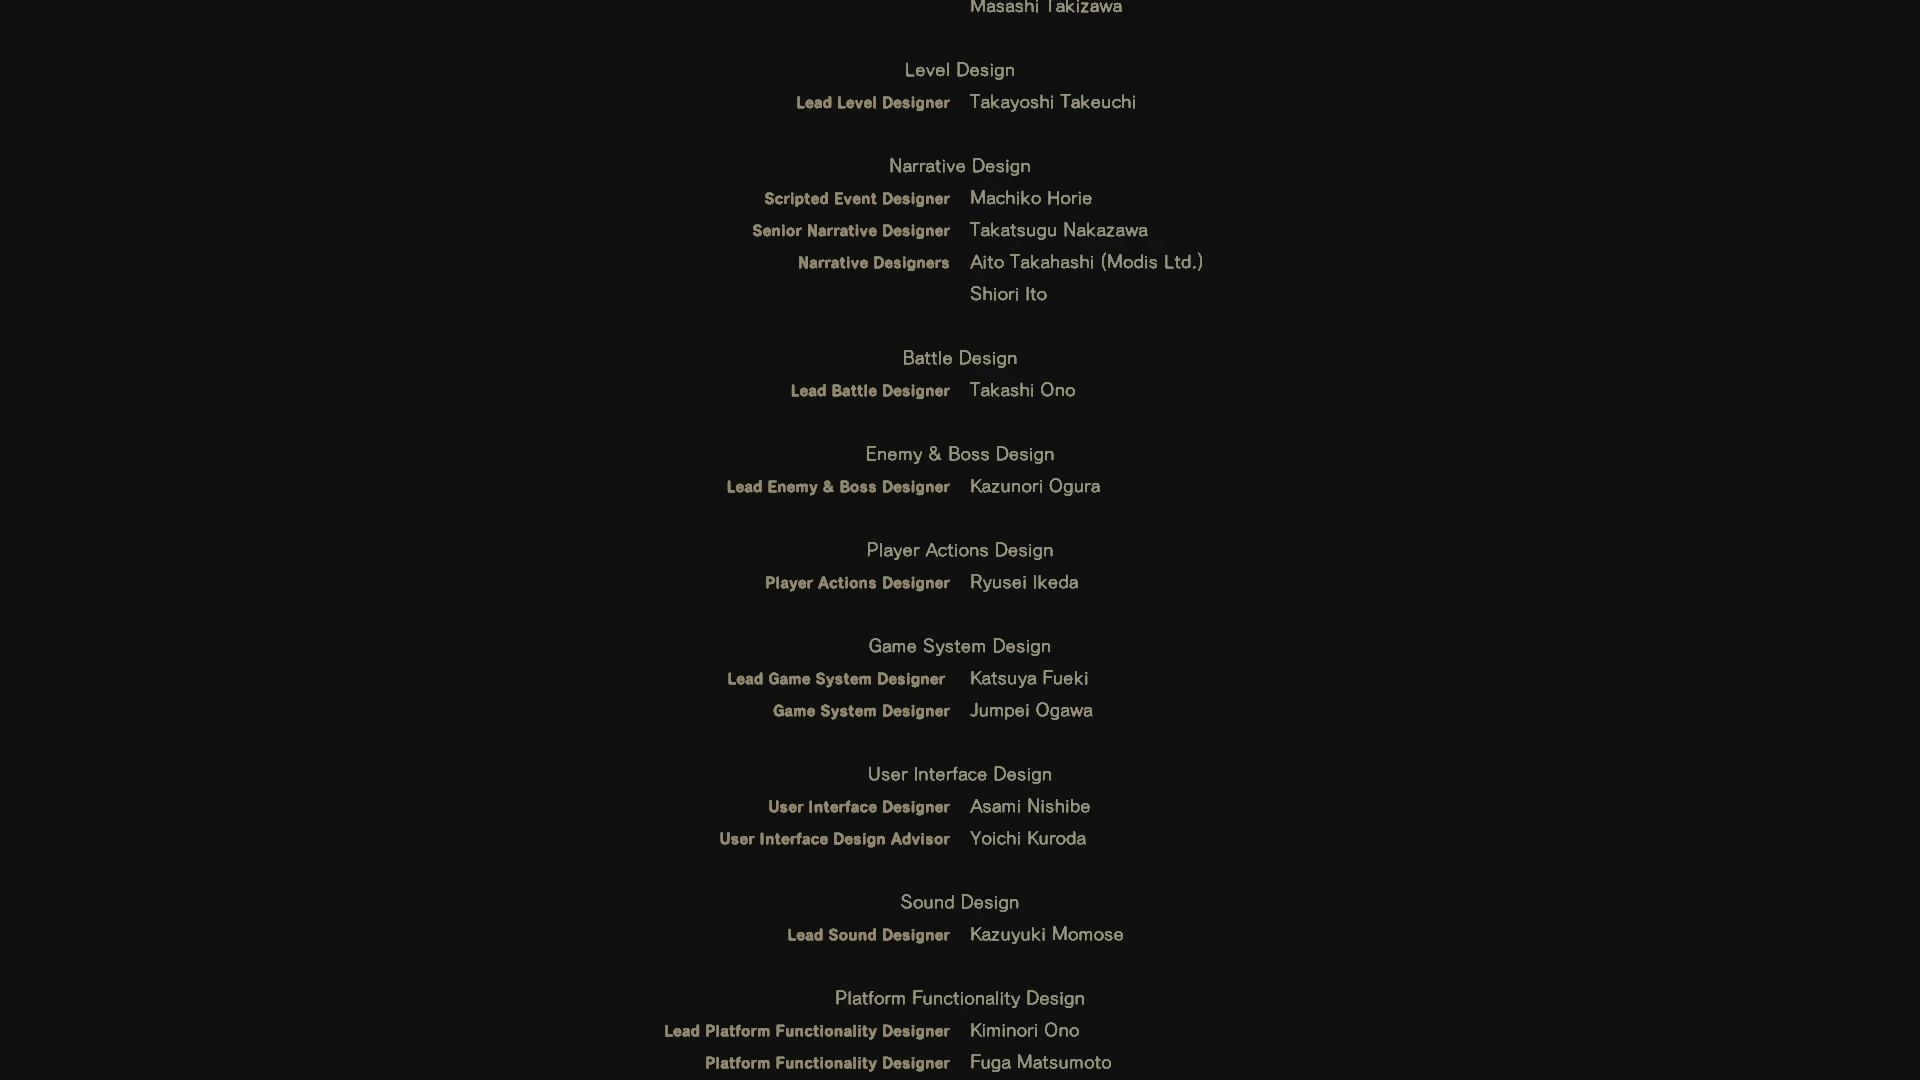 Masashi Takizawa
Level Design
Lead Level Designer Takayoshi Takeuchi
Narrative Design
Scripted Event Designer Machiko Horie
Senior Narrative Designer Takatsugu Nakazawa
Narrative Designers Aito Takahashi (Modis Ltd.)
Shiori Ito
Battle Design
Lead Battle Designer Takashi Ono
Enemy & Boss Design
Lead Enemy & Boss Designer Kazunori Ogura
Player Actions Design
Player Actions Designer Ryusei Ikeda
Game System Design
Lead Game System Designer Katsuya Fueki
Game System Designer Jumpei Ogawa
User Interface Design
User Interface Designer Asami Nishibe
User Interface Design Advisor Yoichi Kuroda
Sound Design
Lead Sound Designer Kazuyuki Momose
Platform Functionality Design
Lead Platform Functionality Designer Kiminori Ono
Platform Functionality Designer Fuga Matsumoto